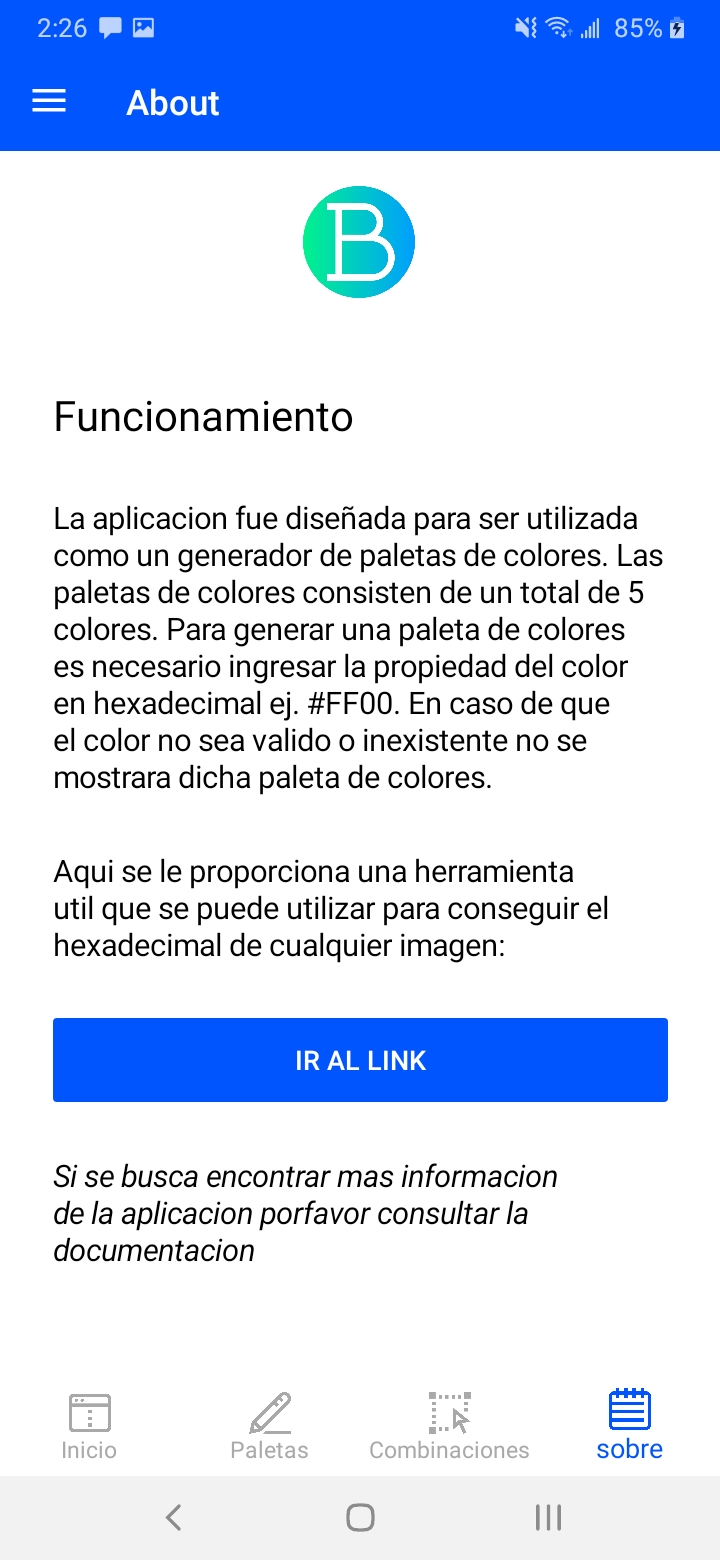 2:26
85%
About
B
Funcionamiento
La aplicacion fue diseñada para ser utilizada
como un generador de paletas de colores. Las
paletas de colores consisten de un total de 5
colores. Para generar una paleta de colores
es necesario ingresar la propiedad del color
en hexadecimal ej. #FF00. En caso de que
el color no sea valido o inexistente no se
mostrara dicha paleta de colores.
Aqui se le proporciona una herramienta
util que se puede utilizar para conseguir el
hexadecimal de cualquier imagen:
IR AL LINK
Si se busca encontrar mas informacion
de la aplicacion porfavor consultar la
documentacion
Inicio
Paletas
Combinaciones
sobre